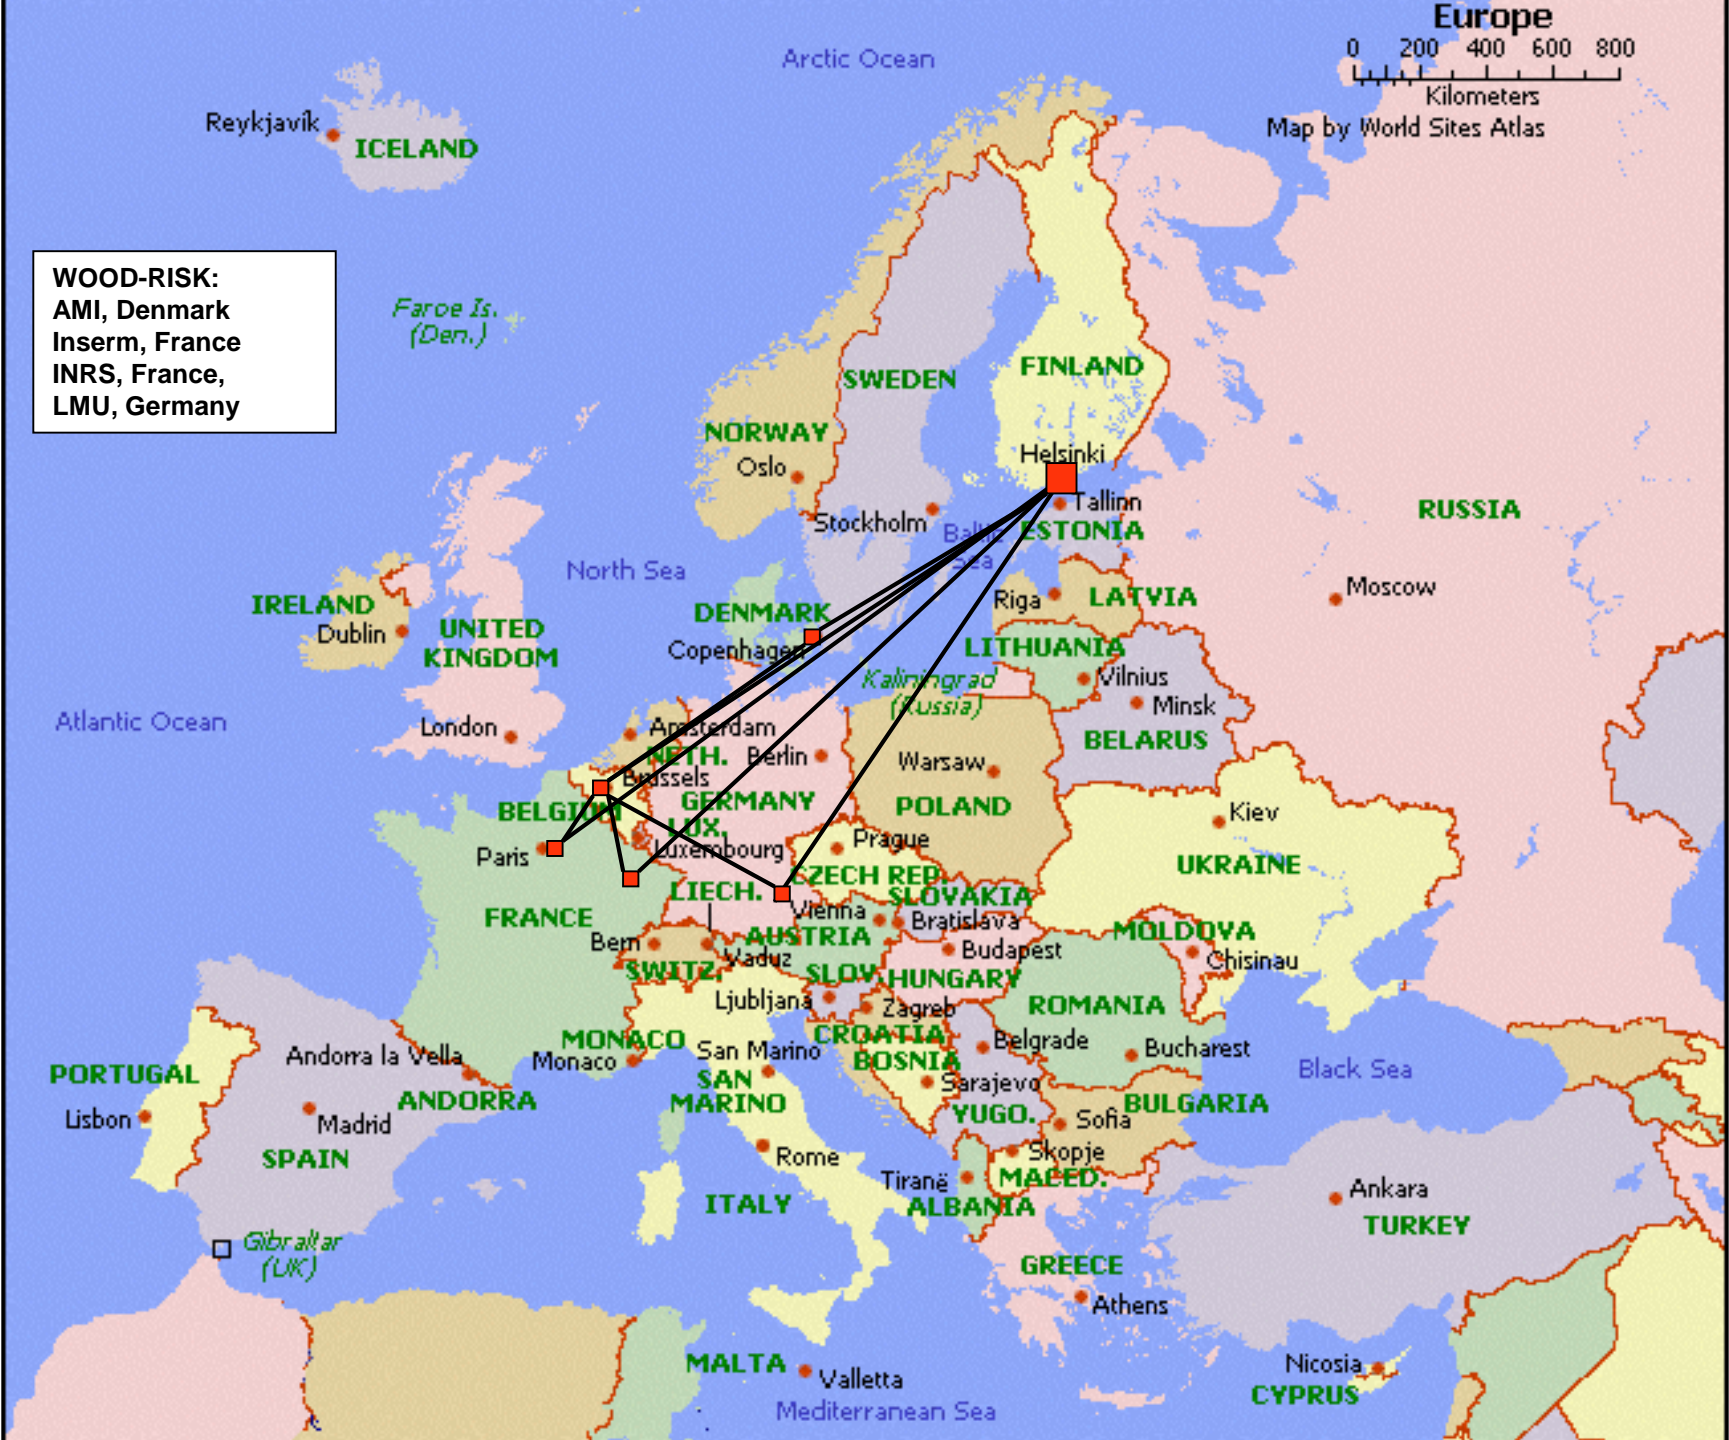 Europe
0 200 400 600 800
Kilometers
Map by World Sites Atlas
Arctic Ocean
Reykjavík
ICELAND
WOOD-RISK:
AMI, Denmark
Inserm, France
INRS, France,
LMU, Germany
Faroe Is.
(Den.)
SWEDEN
FINLAND
NORWAY
Oslo
Helsinki
Tallinn
Stockholm
Baltic
Sea
ESTONIA
RUSSIA
North Sea
Moscow
IRELAND
Dublin
UNITED
KINGDOM
DENMARK
Copenhagen
Riga
LATVIA
LITHUANIA
Vilnius
Kaliningrad
(Russia)
Minsk
BELARUS
Atlantic Ocean
London
Amsterdam
NETH.
Berlin
Warsaw
Brussels
BELGIUM
GERMANY
POLAND
Kiev
LUX.
Luxembourg
Prague
Paris
CZECH REP.
UKRAINE
LIECH.
SLOVAKIA
FRANCE
Vienna
Bratislava
AUSTRIA
MOLDOVA
Bern
Vaduz
Budapest
Chisinau
SWITZ.
SLOV.
HUNGARY
Ljubljana
Zagreb
ROMANIA
MONACO
Monaco
CROATIA
Belgrade
Bucharest
San Marino
BOSNIA
Andorra la Vella
Black Sea
PORTUGAL
SAN
MARINO
Sarajevo
ANDORRA
YUGO.
BULGARIA
Lisbon
Madrid
Sofia
SPAIN
Rome
Skopje
MACED.
Tiranë
ALBANIA
ITALY
Ankara
TURKEY
Gibraltar
(UK)
GREECE
Athens
MALTA
Valletta
Nicosia
CYPRUS
Mediterranean Sea